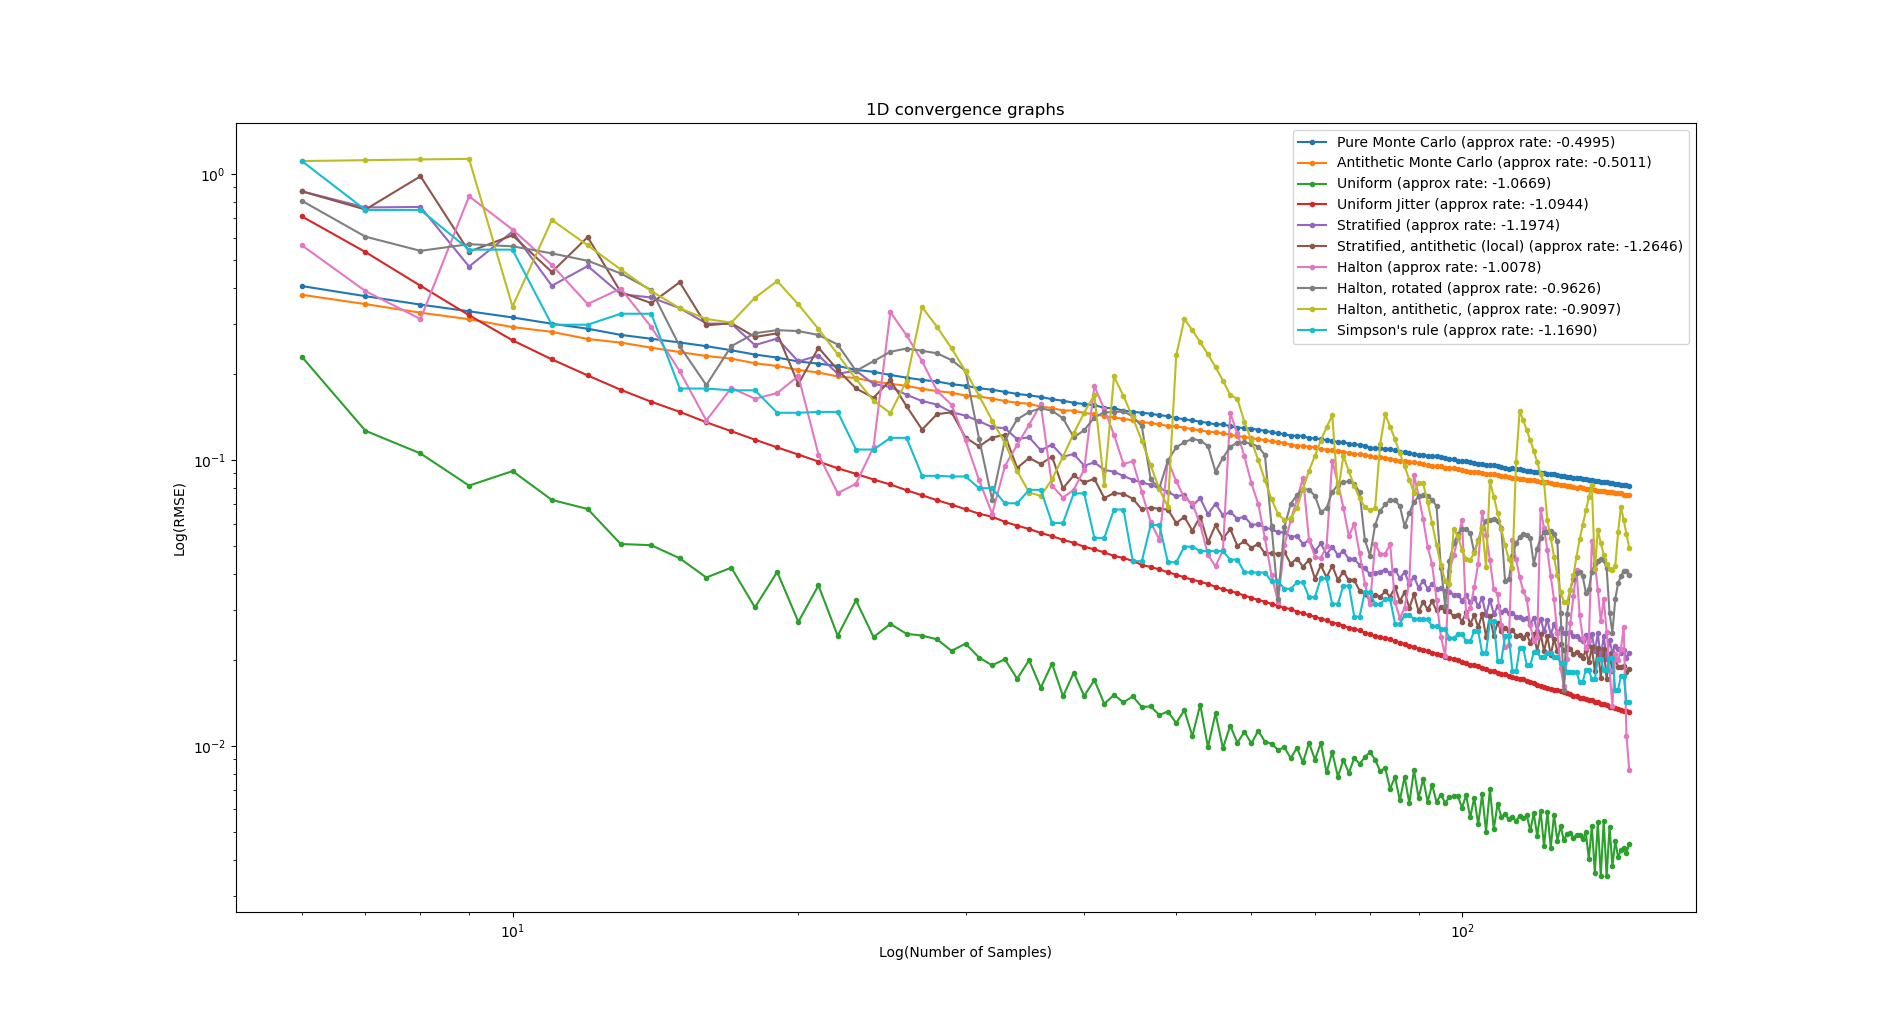 1D convergence graphs
Pure Monte Carlo (approx rate: -0.4995)
Antithetic Monte Carlo (approx rate: -0.5011)
Uniform (approx rate: -1.0669)
Uniform Jitter (approx rate: -1.0944)
Stratified (approx rate: -1.1974)
Stratified, antithetic (local) (approx rate: -1.2646)
Halton (approx rate: -1.0078)
Halton, rotated (approx rate: -0.9626)
Halton, antithetic, (approx rate: -0.9097)
Simpson's rule (approx rate: -1.1690)
10⁰
10⁻¹
10⁻²
Log(RMSE)
10¹
10²
Log(Number of Samples)